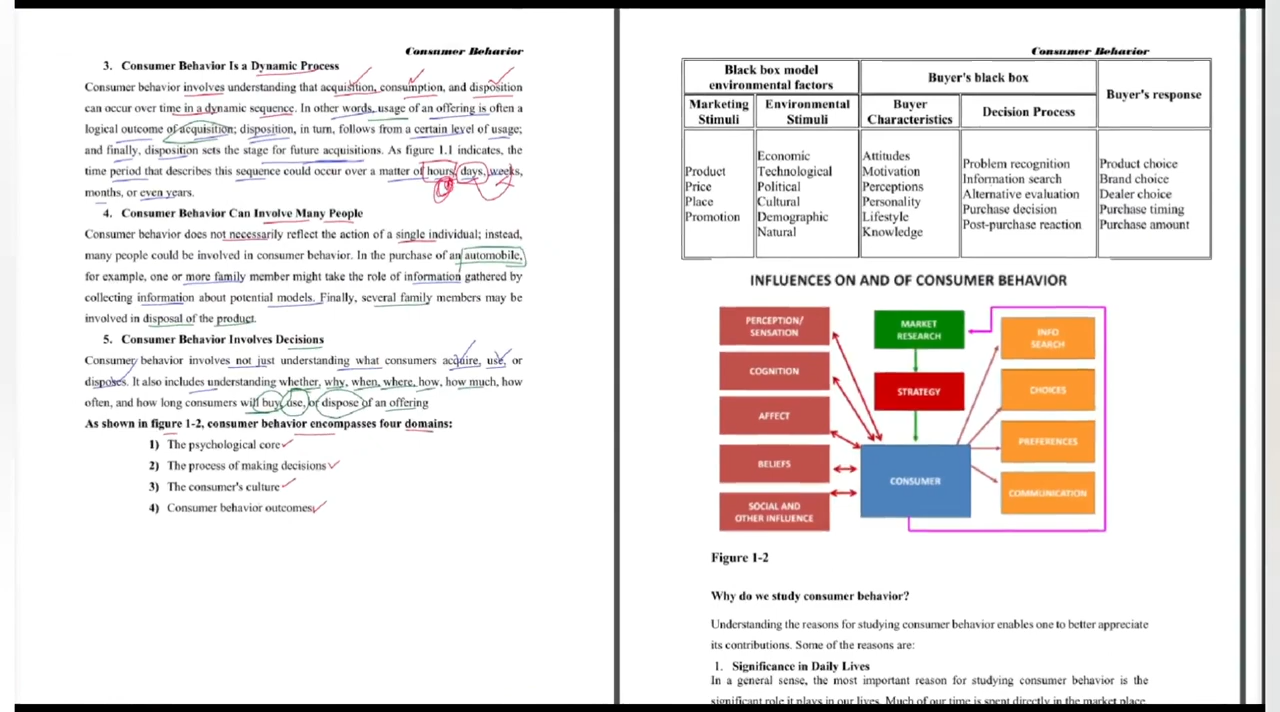 Consumer Behavior
3. Consumer Behavior Is a Dynamic Process
Consumer behavior involves understanding that acquisition, consumption, and disposition
can occur over time in a dynamic sequence. In other words, usage of an offering is often a
logical outcome of acquisition; disposition, in turn, follows from a certain level of usage;
and finally, disposition sets the stage for future acquisitions. As figure 1.1 indicates, the
time period that describes this sequence could occur over a matter of hours, days, weeks,
months, or even years.
4. Consumer Behavior Can Involve Many People
Consumer behavior does not necessarily reflect the action of a single individual; instead,
many people could be involved in consumer behavior. In the purchase of an automobile,
for example, one or more family member might take the role of information gathered by
collecting information about potential models. Finally, several family members may be
involved in disposal of the product.
5. Consumer Behavior Involves Decisions
Consumer behavior involves not just understanding what consumers acquire, use, or
disposes. It also includes understanding whether, why, when, where, how, how much, how
often, and how long consumers will buy, use, or dispose of an offering
As shown in figure 1-2, consumer behavior encompasses four domains:
1) The psychological core
2) The process of making decisions
3) The consumer's culture
4) Consumer behavior outcomes
Consumer Behavior
Black box model environmental factors Buyer's black box Buyer's response
Marketing Stimuli Environmental Stimuli Buyer Characteristics Decision Process
Product
Price
Place
Promotion
Economic
Technological
Political
Cultural
Demographic
Natural
Attitudes
Motivation
Perceptions
Personality
Lifestyle
Knowledge
Problem recognition
Information search
Alternative evaluation
Purchase decision
Post-purchase reaction
Product choice
Brand choice
Dealer choice
Purchase timing
Purchase amount
INFLUENCES ON AND OF CONSUMER BEHAVIOR
PERCEPTION/
SENSATION
COGNITION
AFFECT
BELIEFS
SOCIAL AND
OTHER INFLUENCE
MARKET
RESEARCH
STRATEGY
CONSUMER
INFO
SEARCH
CHOICES
PREFERENCES
COMMUNICATION
Figure 1-2
Why do we study consumer behavior?
Understanding the reasons for studying consumer behavior enables one to better appreciate
its contributions. Some of the reasons are:
1. Significance in Daily Lives
In a general sense, the most important reason for studying consumer behavior is the
significant role it plays in our lives. Much of our time is spent directly in the market place,